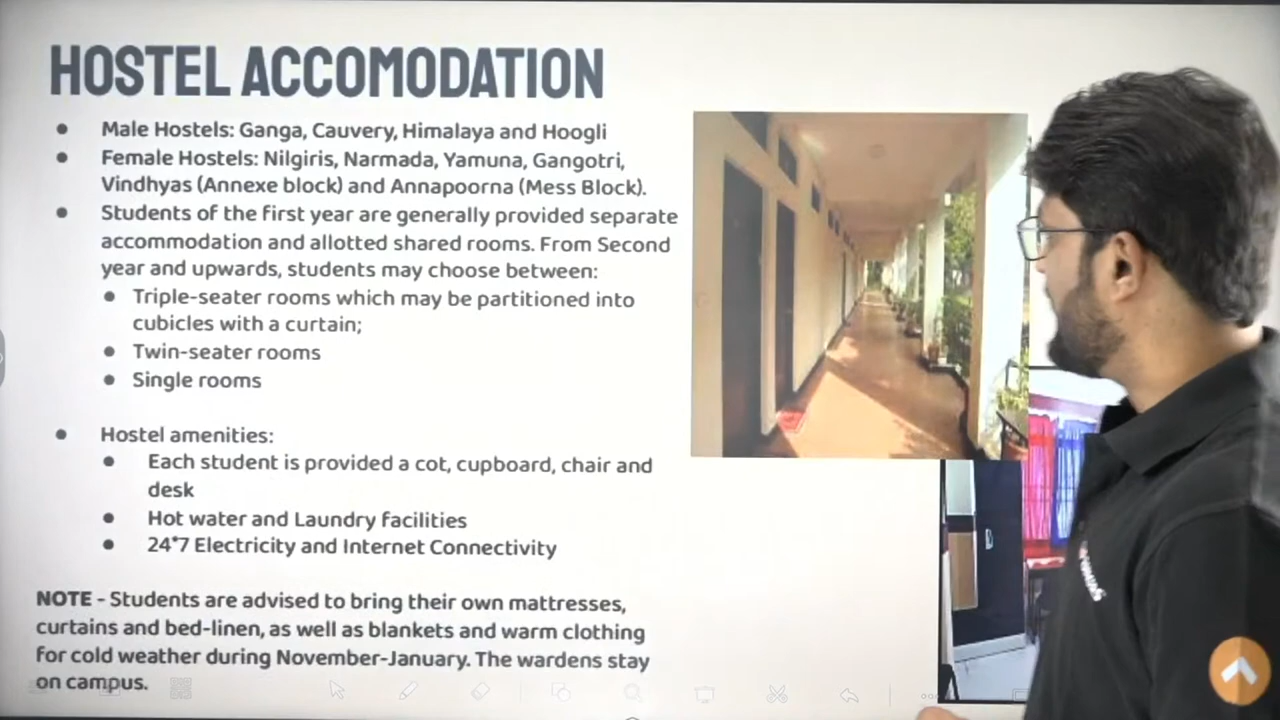 HOSTEL ACCOMODATION
Male Hostels: Ganga, Cauvery, Himalaya and Hoogli
Female Hostels: Nilgiris, Narmada, Yamuna, Gangotri,
Vindhyas (Annexe block) and Annapoorna (Mess Block).
Students of the first year are generally provided separate
accommodation and allotted shared rooms. From Second
year and upwards, students may choose between:
Triple-seater rooms which may be partitioned into
cubicles with a curtain;
Twin-seater rooms
Single rooms
Hostel amenities:
Each student is provided a cot, cupboard, chair and
desk
Hot water and Laundry facilities
24*7 Electricity and Internet Connectivity
NOTE - Students are advised to bring their own mattresses,
curtains and bed-linen, as well as blankets and warm clothing
for cold weather during November-January. The wardens stay
on campus.